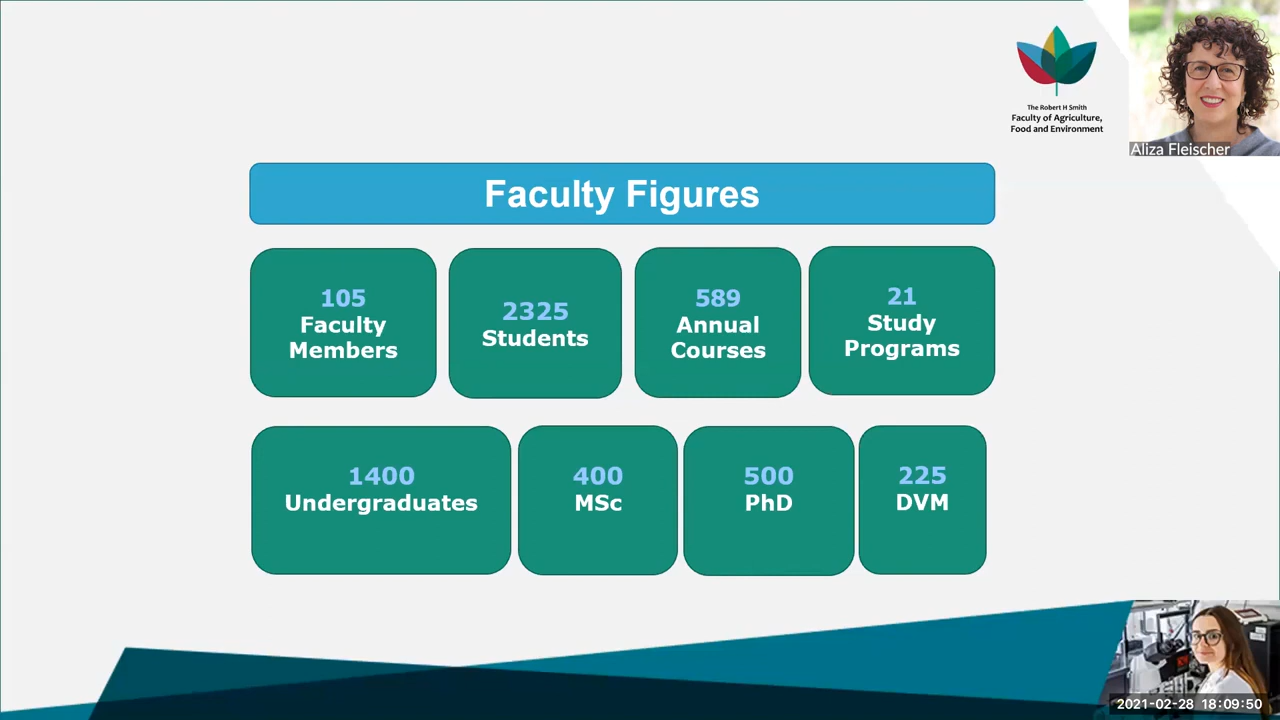 The Robert H Smith
Faculty of Agriculture,
Food and Environment
Aliza Fleischer
Faculty Figures
105
Faculty
Members
2325
Students
589
Annual
Courses
21
Study
Programs
1400
Undergraduates
400
MSc
500
PhD
225
DVM
2021-02-28 18:09:50